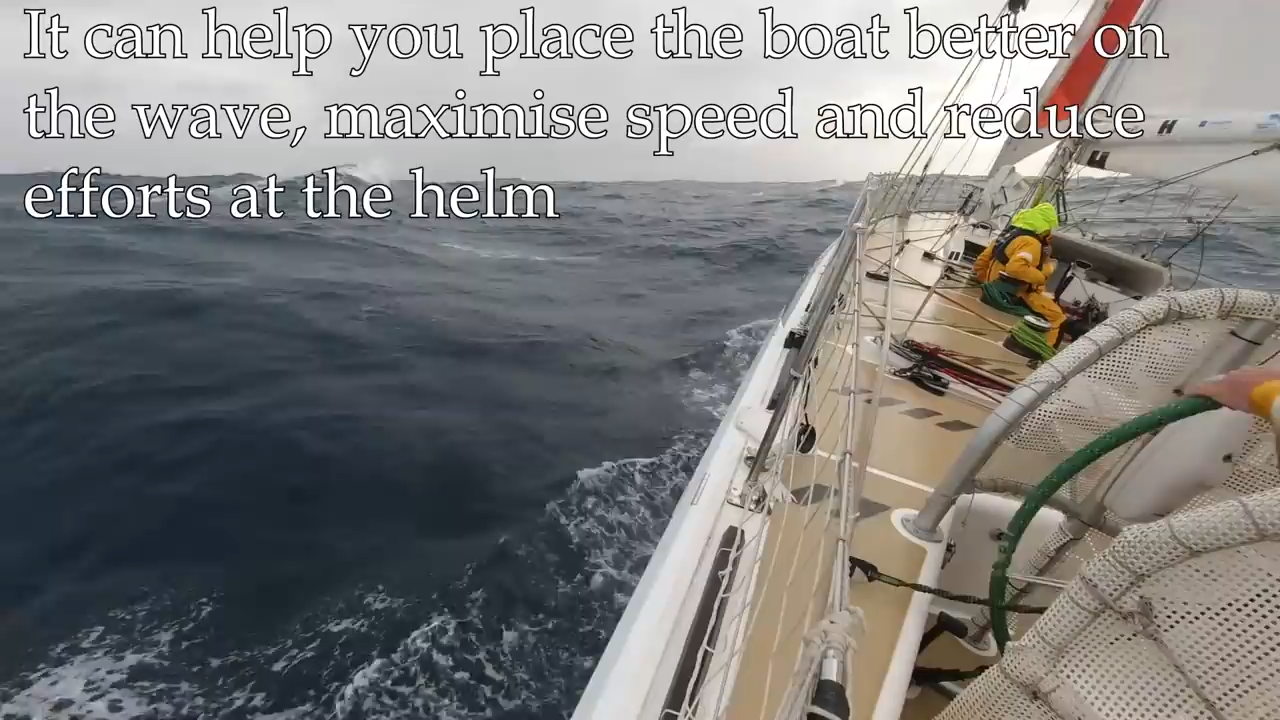 It can help you place the boat better on
the wave, maximise speed and reduce
efforts at the helm
H
H